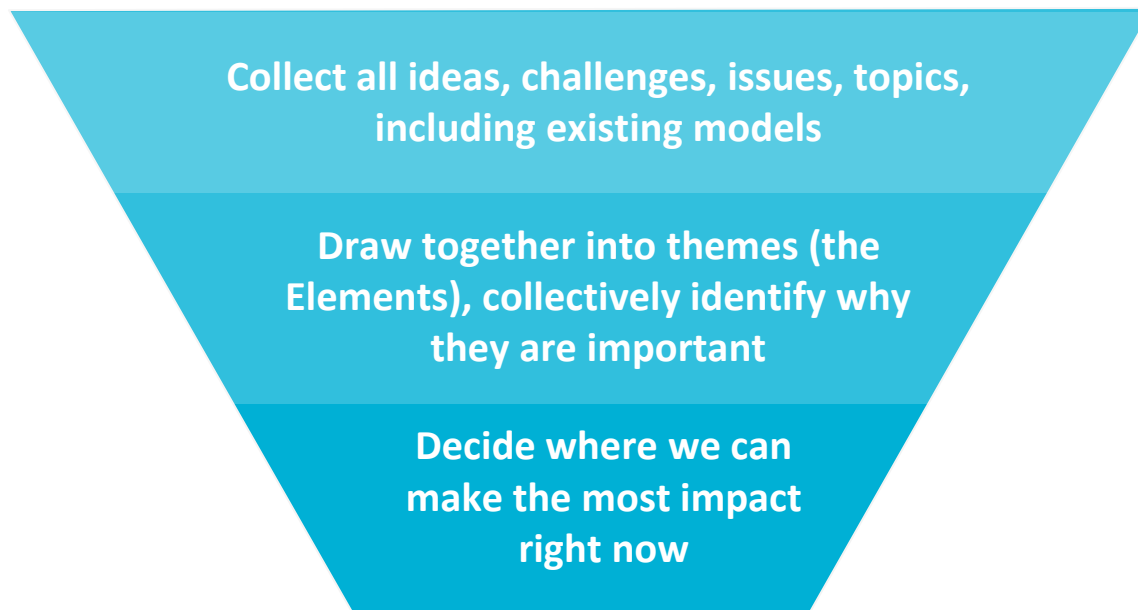 Collect all ideas, challenges, issues, topics,
including existing models
Draw together into themes (the
Elements), collectively identify why
they are important
Decide where we can
make the most impact
right now